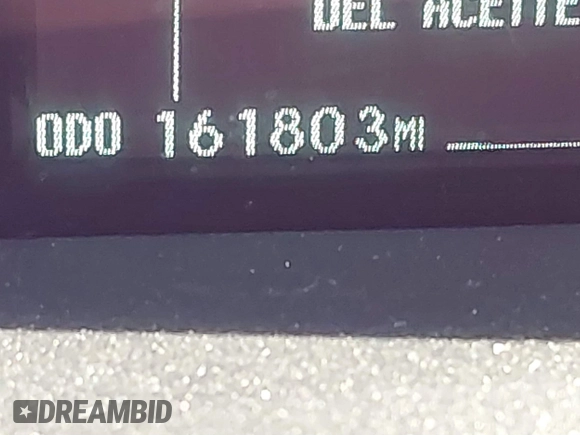 DEL ACEITE
ODO 161803MI
DREAMBID